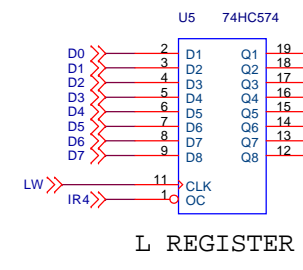 U5 74HC574
D0 2 D1 Q1 19
D1 3 D2 Q2 18
D2 4 D3 Q3 17
D3 5 D4 Q4 16
D4 6 D5 Q5 15
D5 7 D6 Q6 14
D6 8 D7 Q7 13
D7 9 D8 Q8 12
LW 11 CLK
IR4 1 OC
L REGISTER